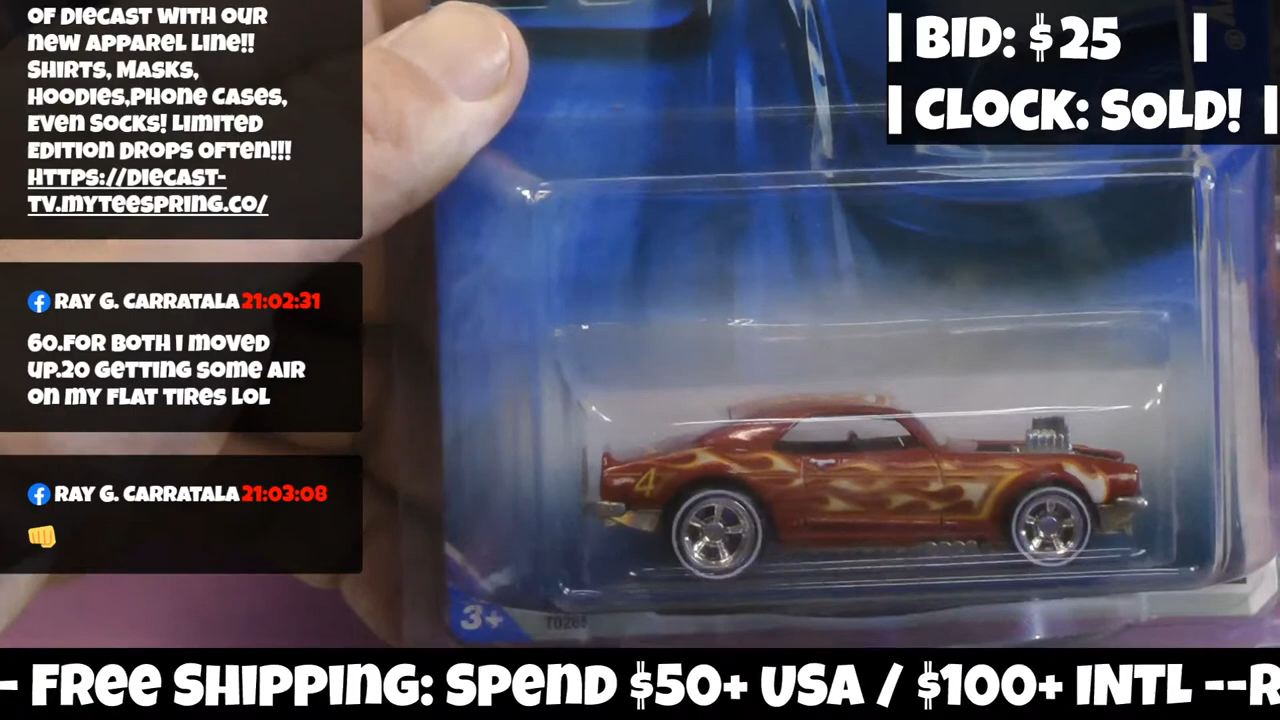 OF DIECAST WITH OUR
NEW APPAREL LINE!!
SHIRTS, MASKS,
HOODIES,PHONE CASES,
EVEN SOCKS! LIMITED
EDITION DROPS OFTEN!!!
HTTPS://DIECAST-
TV.MYTEESPRING.CO/
RAY G. CARRATALA 21:02:31
60.FOR BOTH I MOVED
UP.20 GETTING SOME AIR
ON MY FLAT TIRES LOL
RAY G. CARRATALA 21:03:08
| BID: $25 |
| CLOCK: SOLD! |
4
3+
- FREE SHIPPING: SPEND $50+ USA / $100+ INTL --R